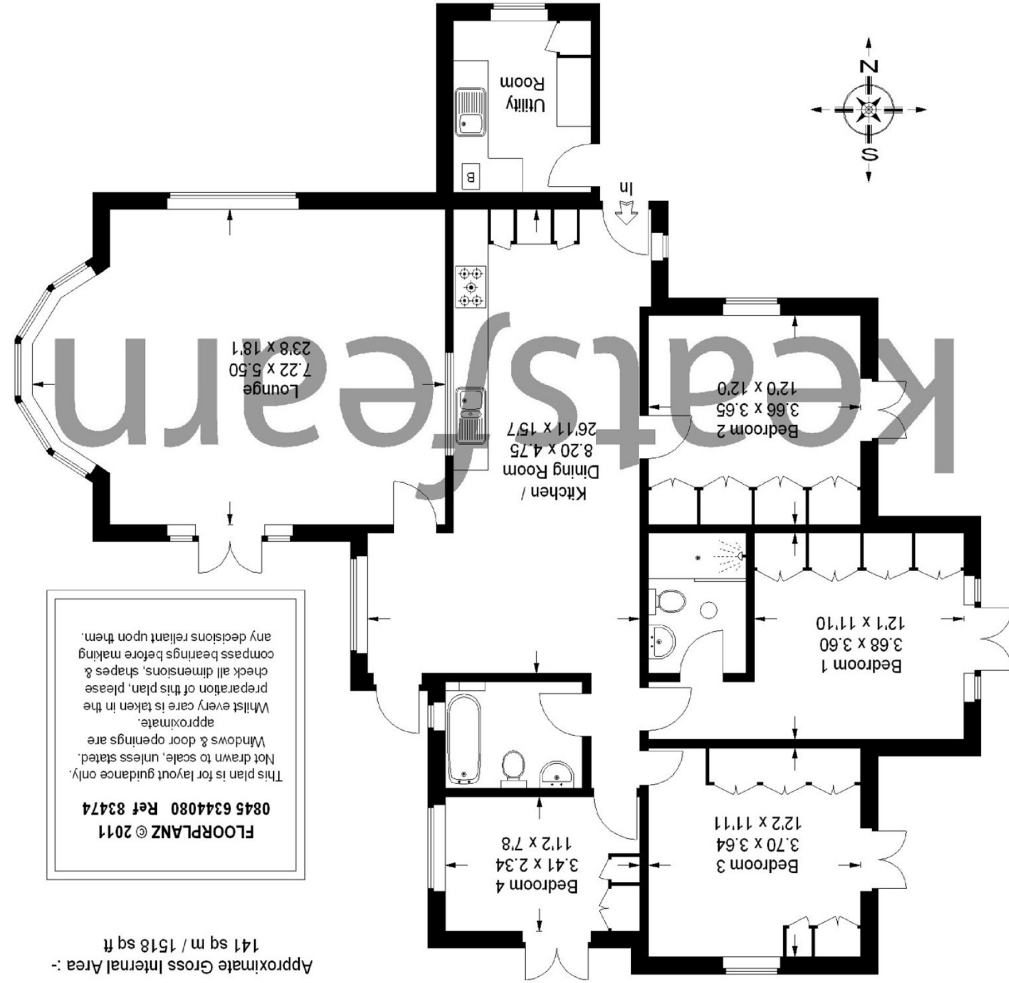 Approximate Gross Internal Area :-
141 sq m / 1518 sq ft
FLOORPLANZ © 2011
0845 6344080 Ref 83474
This plan is for layout guidance only.
Not drawn to scale, unless stated.
Windows & door openings are
approximate.
Whilst every care is taken in the
preparation of this plan, please
check all dimensions, shapes &
compass bearings before making
any decisions reliant upon them.
Bedroom 3
3.70 x 3.64
12'2 x 11'11
Bedroom 4
3.41 x 2.34
11'2 x 7'8
Bedroom 1
3.68 x 3.60
12'1 x 11'10
Kitchen /
Dining Room
8.20 x 4.75
26'11 x 15'7
Bedroom 2
3.66 x 3.65
12'0 x 12'0
Lounge
7.22 x 5.50
23'8 x 18'1
keatsfearn
In
B
Utility
Room
S
N